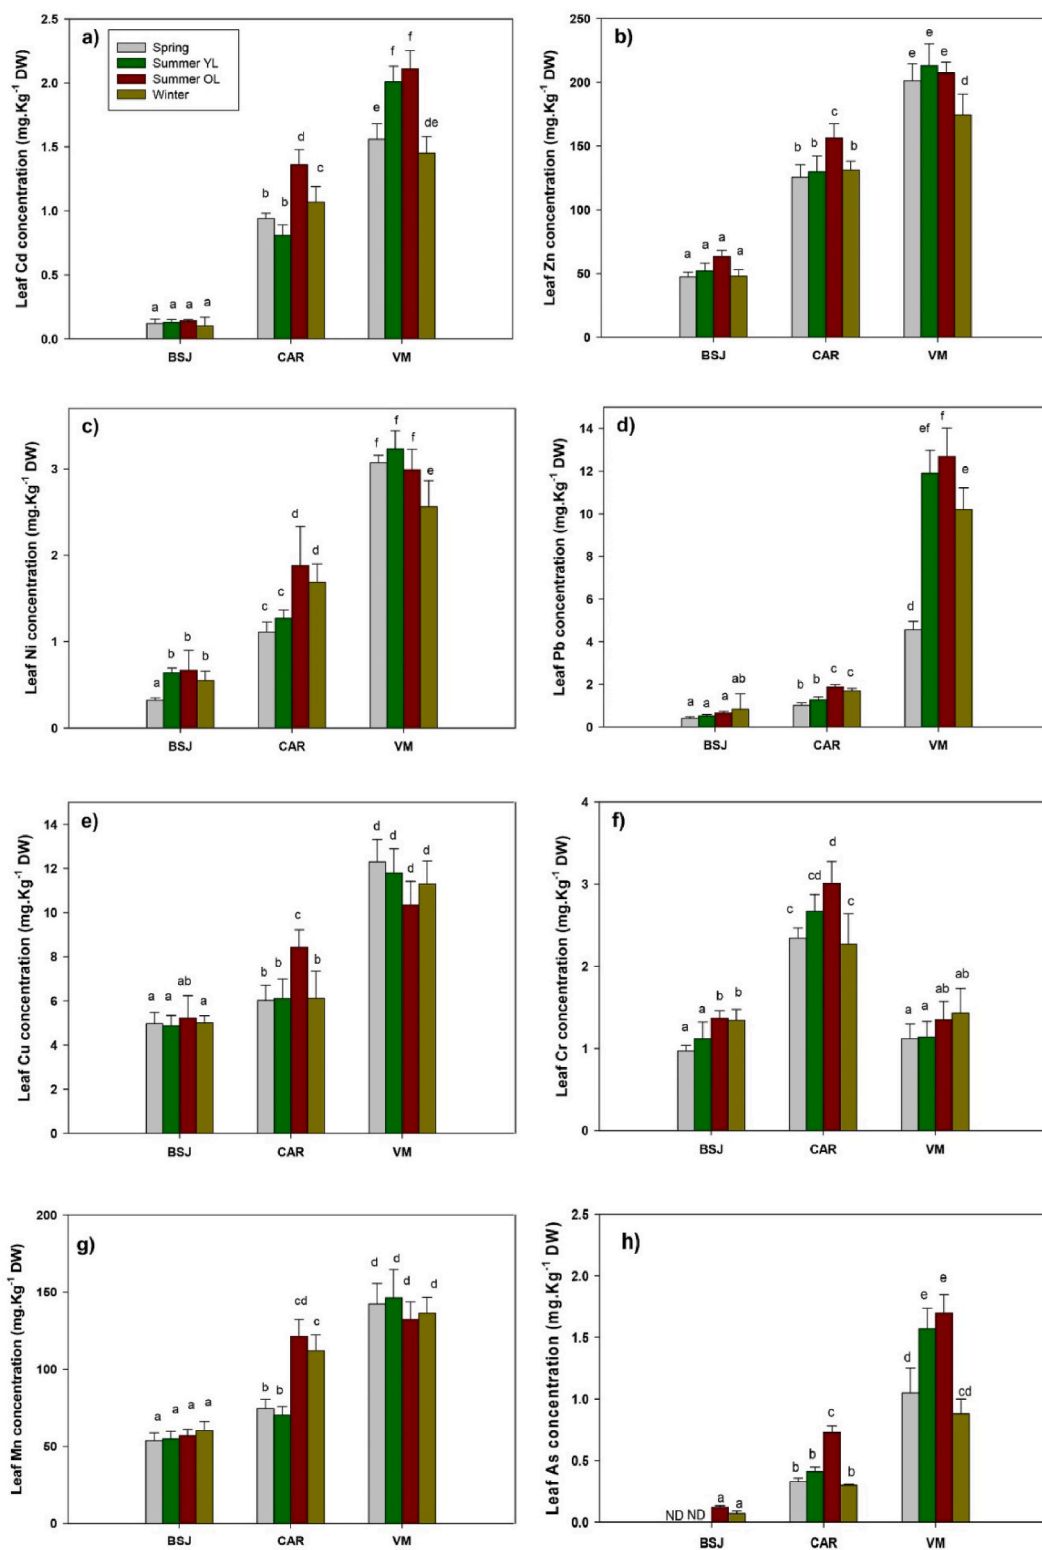 a)
Spring
Summer YL
Summer OL
Winter
Leaf Cd concentration (mg.Kg⁻¹ DW)
2.5
2.0
1.5
1.0
0.5
0.0
a a a a
b b d c
e f f de
BSJ CAR VM
b)
Leaf Zn concentration (mg.Kg⁻¹ DW)
250
200
150
100
50
0
a a a a
b b c b
e e e d
BSJ CAR VM
c)
Leaf Ni concentration (mg.Kg⁻¹ DW)
3
2
1
0
a b b b
c c d d
f f f e
BSJ CAR VM
d)
Leaf Pb concentration (mg.Kg⁻¹ DW)
14
12
10
8
6
4
2
0
a a a ab
b b c c
d ef f e
BSJ CAR VM
e)
Leaf Cu concentration (mg.Kg⁻¹ DW)
14
12
10
8
6
4
2
0
a a ab a
b b c b
d d d d
BSJ CAR VM
f)
Leaf Cr concentration (mg.Kg⁻¹ DW)
4
3
2
1
0
a a b b
c cd d c
a a ab ab
BSJ CAR VM
g)
Leaf Mn concentration (mg.Kg⁻¹ DW)
200
150
100
50
0
a a a a
b b cd c
d d d d
BSJ CAR VM
h)
Leaf As concentration (mg.Kg⁻¹ DW)
2.5
2.0
1.5
1.0
0.5
0.0
ND ND a a
b b c b
d e e cd
BSJ CAR VM